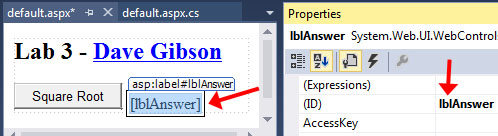 default.aspx* default.aspx.cs
Lab 3 - Dave Gibson
asp:label#lblAnswer
Square Root
[lblAnswer]
Properties
lblAnswer System.Web.UI.WebControl
(Expressions)
(ID) lblAnswer
AccessKey